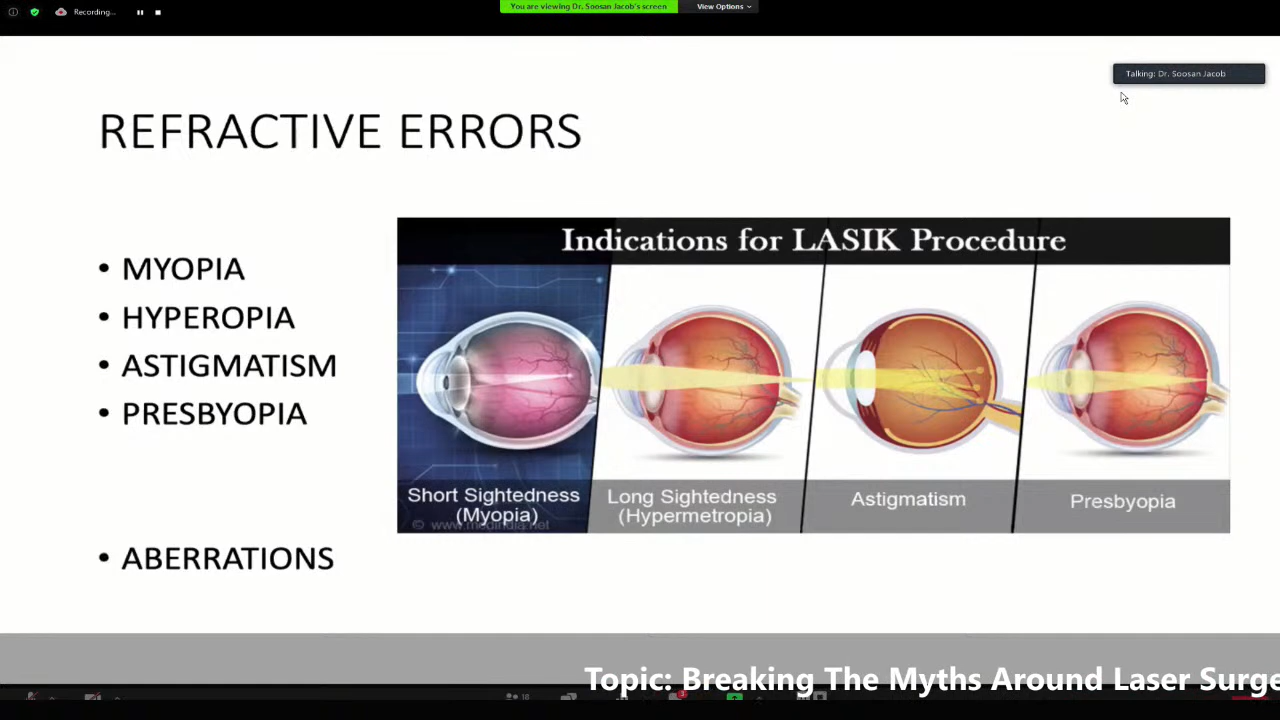 Recording...
You are viewing Dr. Soosan Jacob's screen
View Options
Talking: Dr. Soosan Jacob
REFRACTIVE ERRORS
• MYOPIA
• HYPEROPIA
• ASTIGMATISM
• PRESBYOPIA
• ABERRATIONS
Indications for LASIK Procedure
Short Sightedness
(Myopia)
© www.medindia.net
Long Sightedness
(Hypermetropia)
Astigmatism
Presbyopia
Topic: Breaking The Myths Around Laser Surge
18
3